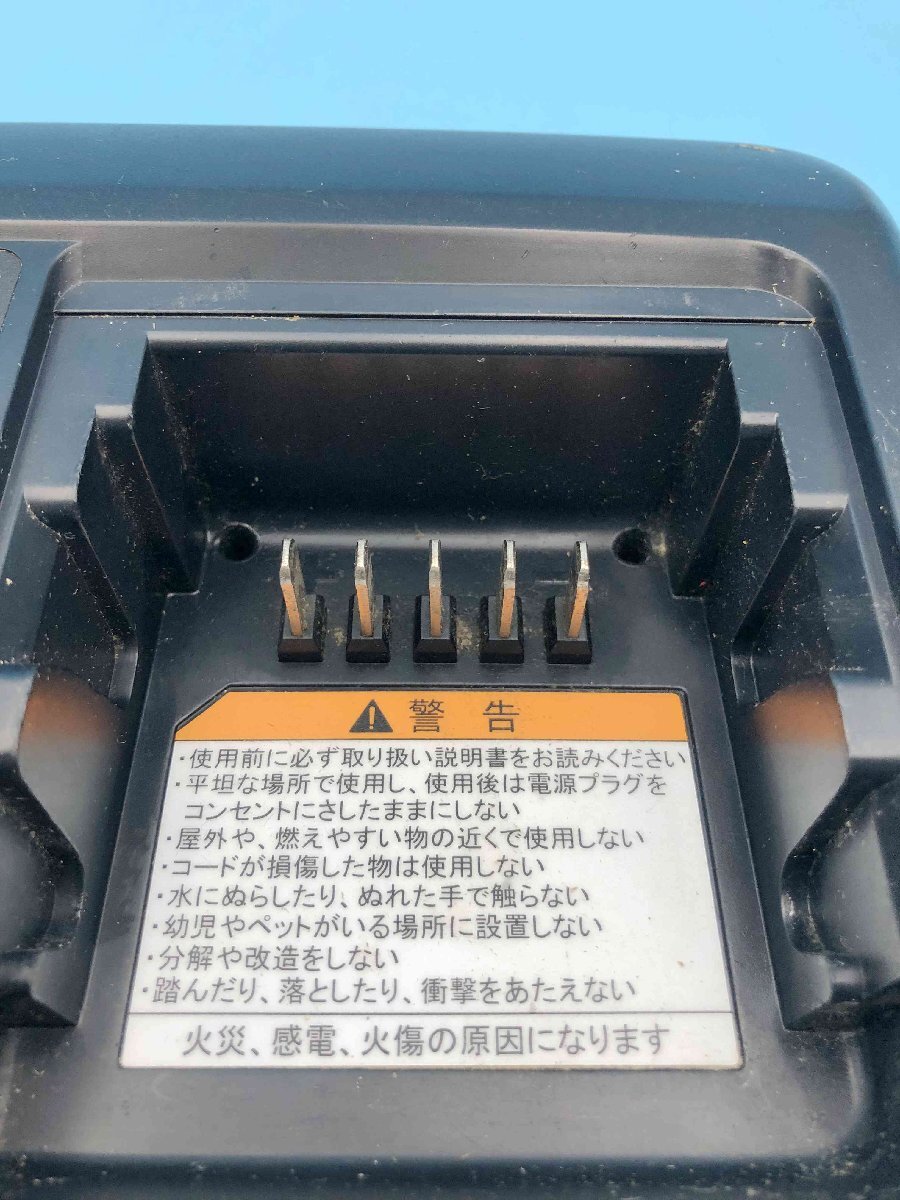 ⚠ 警 告
・使用前に必ず取り扱い説明書をお読みください
・平坦な場所で使用し、使用後は電源プラグを
コンセントにさしたままにしない
・屋外や、燃えやすい物の近くで使用しない
・コードが損傷した物は使用しない
・水にぬらしたり、ぬれた手で触らない
・幼児やペットがいる場所に設置しない
・分解や改造をしない
・踏んだり、落としたり、衝撃をあたえない
火災、感電、火傷の原因になります